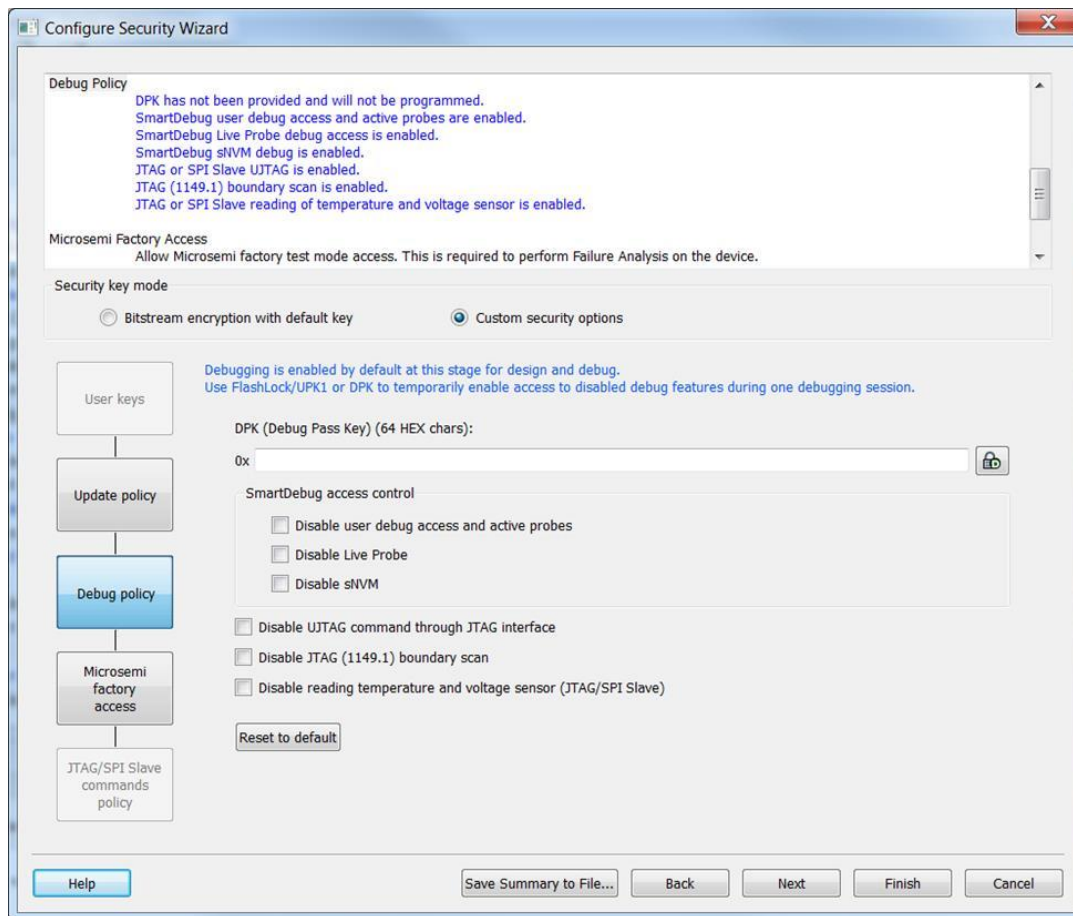 Configure Security Wizard
Debug Policy
DPK has not been provided and will not be programmed.
SmartDebug user debug access and active probes are enabled.
SmartDebug Live Probe debug access is enabled.
SmartDebug sNVM debug is enabled.
JTAG or SPI Slave UJTAG is enabled.
JTAG (1149.1) boundary scan is enabled.
JTAG or SPI Slave reading of temperature and voltage sensor is enabled.
Microsemi Factory Access
Allow Microsemi factory test mode access. This is required to perform Failure Analysis on the device.
Security key mode
Bitstream encryption with default key
Custom security options
User keys
Update policy
Debug policy
Microsemi
factory
access
JTAG/SPI Slave
commands
policy
Debugging is enabled by default at this stage for design and debug.
Use FlashLock/UPK1 or DPK to temporarily enable access to disabled debug features during one debugging session.
DPK (Debug Pass Key) (64 HEX chars):
0x
SmartDebug access control
Disable user debug access and active probes
Disable Live Probe
Disable sNVM
Disable UJTAG command through JTAG interface
Disable JTAG (1149.1) boundary scan
Disable reading temperature and voltage sensor (JTAG/SPI Slave)
Reset to default
Help
Save Summary to File...
Back
Next
Finish
Cancel